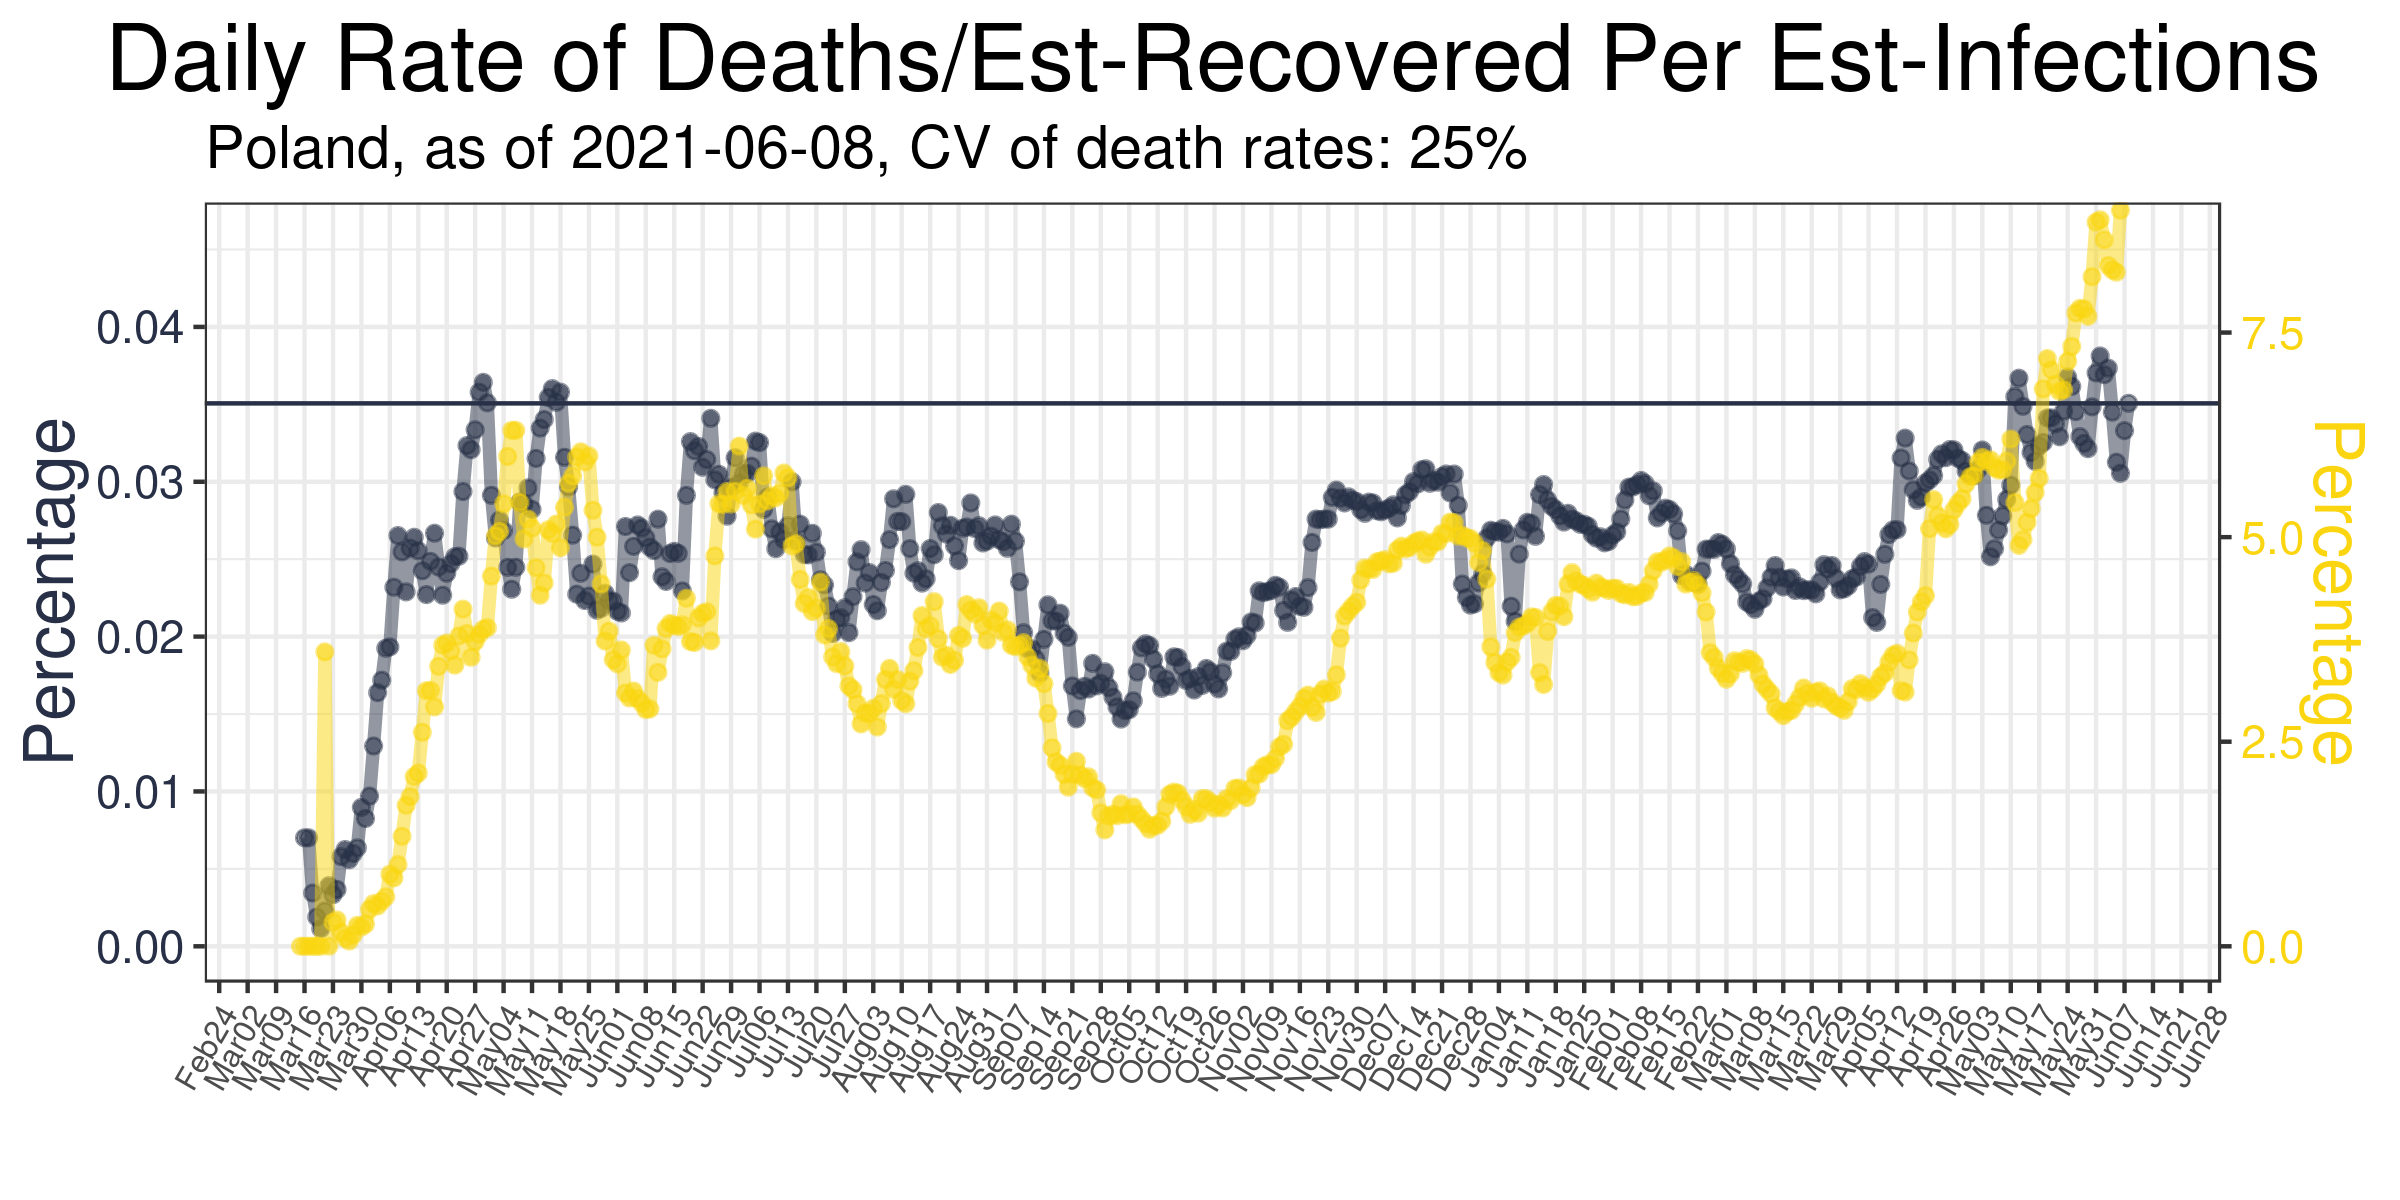 Daily Rate of Deaths/Est-Recovered Per Est-Infections
Poland, as of 2021-06-08, CV of death rates: 25%
Percentage
0.04
0.03
0.02
0.01
0.00
7.5
5.0
2.5
0.0
Percentage
Feb24
Mar02
Mar09
Mar16
Mar23
Mar30
Apr06
Apr13
Apr20
Apr27
May04
May11
May18
May25
Jun01
Jun08
Jun15
Jun22
Jun29
Jul06
Jul13
Jul20
Jul27
Aug03
Aug10
Aug17
Aug24
Aug31
Sep07
Sep14
Sep21
Sep28
Oct05
Oct12
Oct19
Oct26
Nov02
Nov09
Nov16
Nov23
Nov30
Dec07
Dec14
Dec21
Dec28
Jan04
Jan11
Jan18
Jan25
Feb01
Feb08
Feb15
Feb22
Mar01
Mar08
Mar15
Mar22
Mar29
Apr05
Apr12
Apr19
Apr26
May03
May10
May17
May24
May31
Jun07
Jun14
Jun21
Jun28